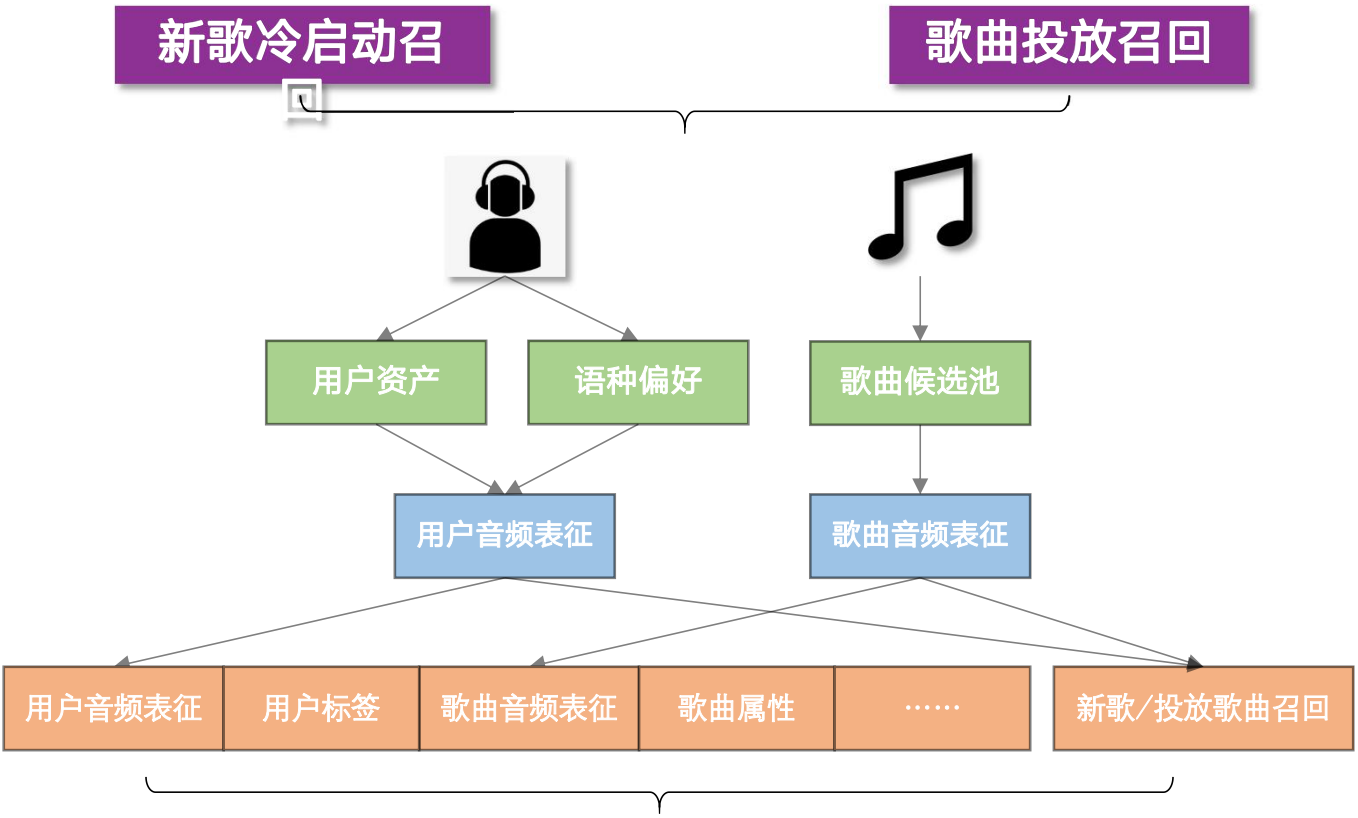 新歌冷启动召
回
歌曲投放召回
用户资产
语种偏好
歌曲候选池
用户音频表征
歌曲音频表征
用户音频表征
用户标签
歌曲音频表征
歌曲属性
……
新歌/投放歌曲召回